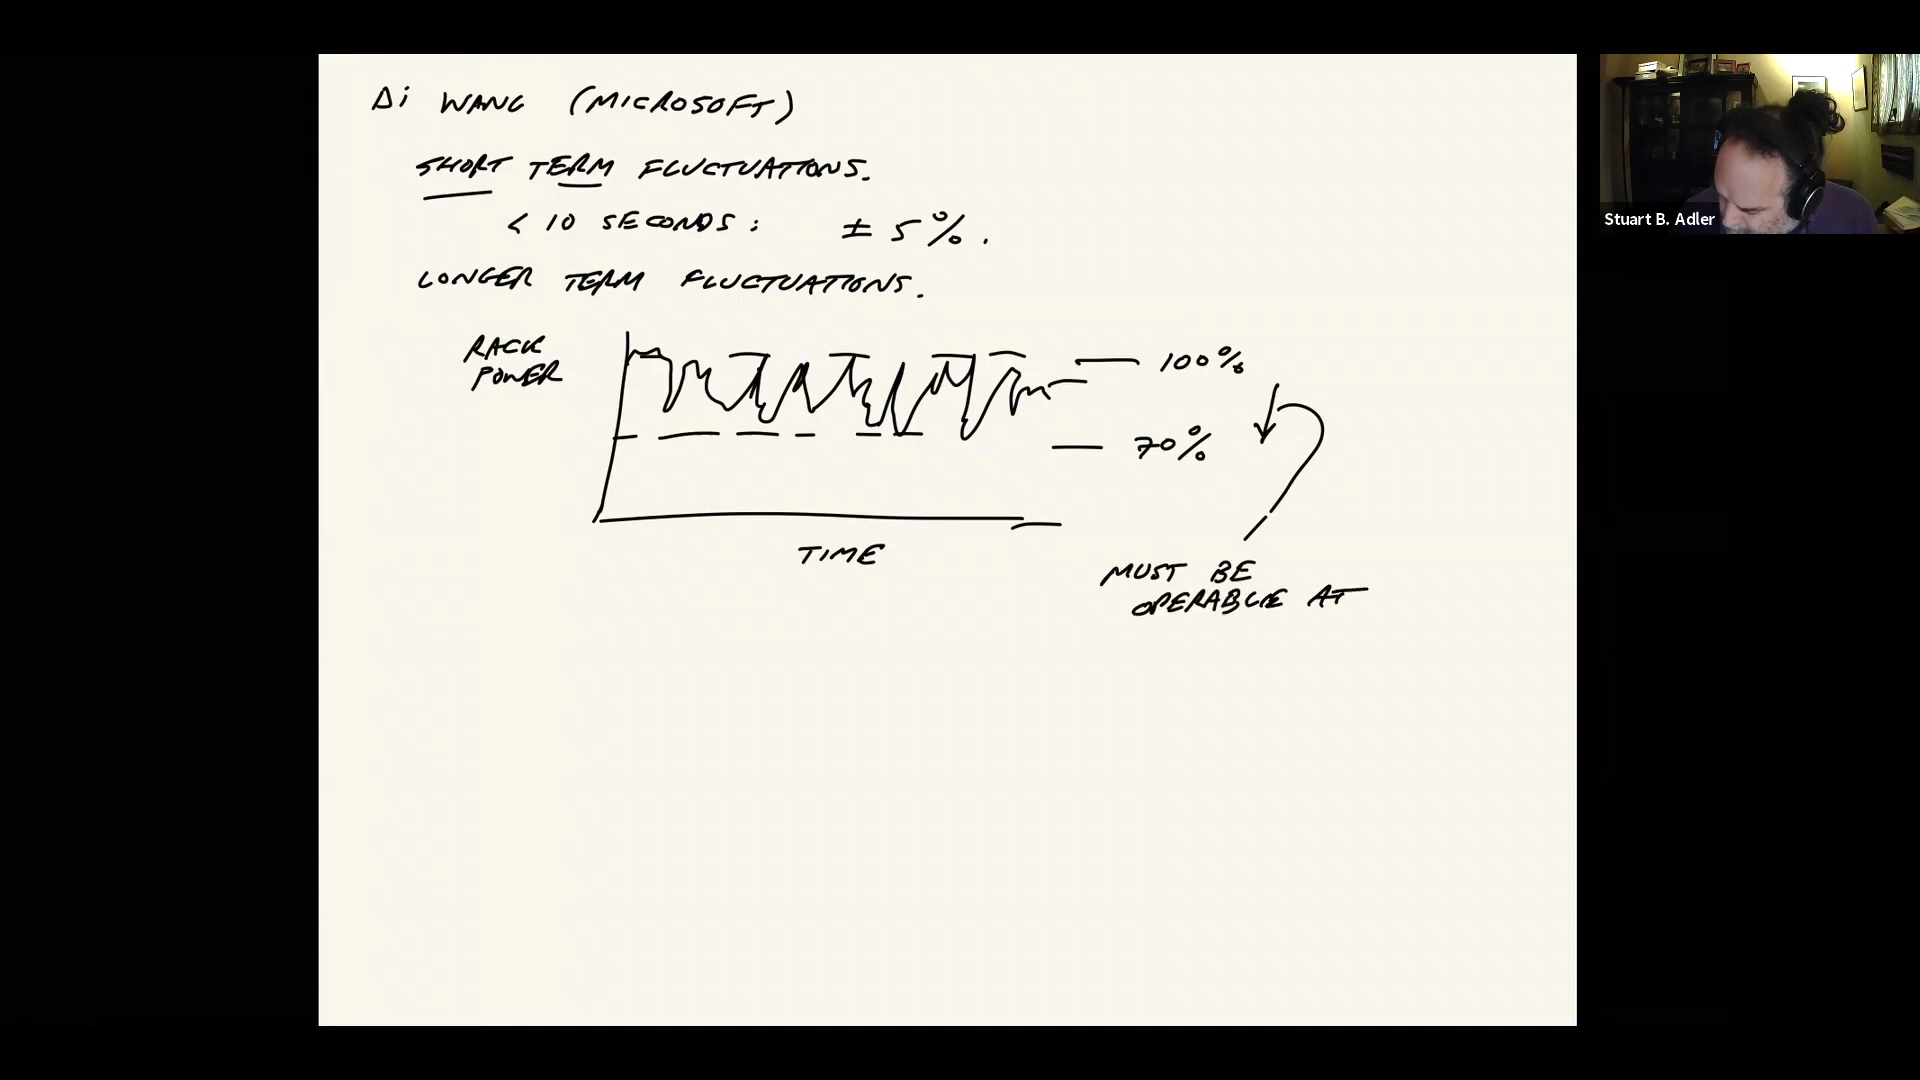 Di WANG (MICROSOFT)
SHORT TERM FLUCTUATIONS.
< 10 SECONDS: ± 5%.
LONGER TERM FLUCTUATIONS.
RACK
POWER
100%
70%
TIME
MUST BE
OPERABLE AT
Stuart B. Adler